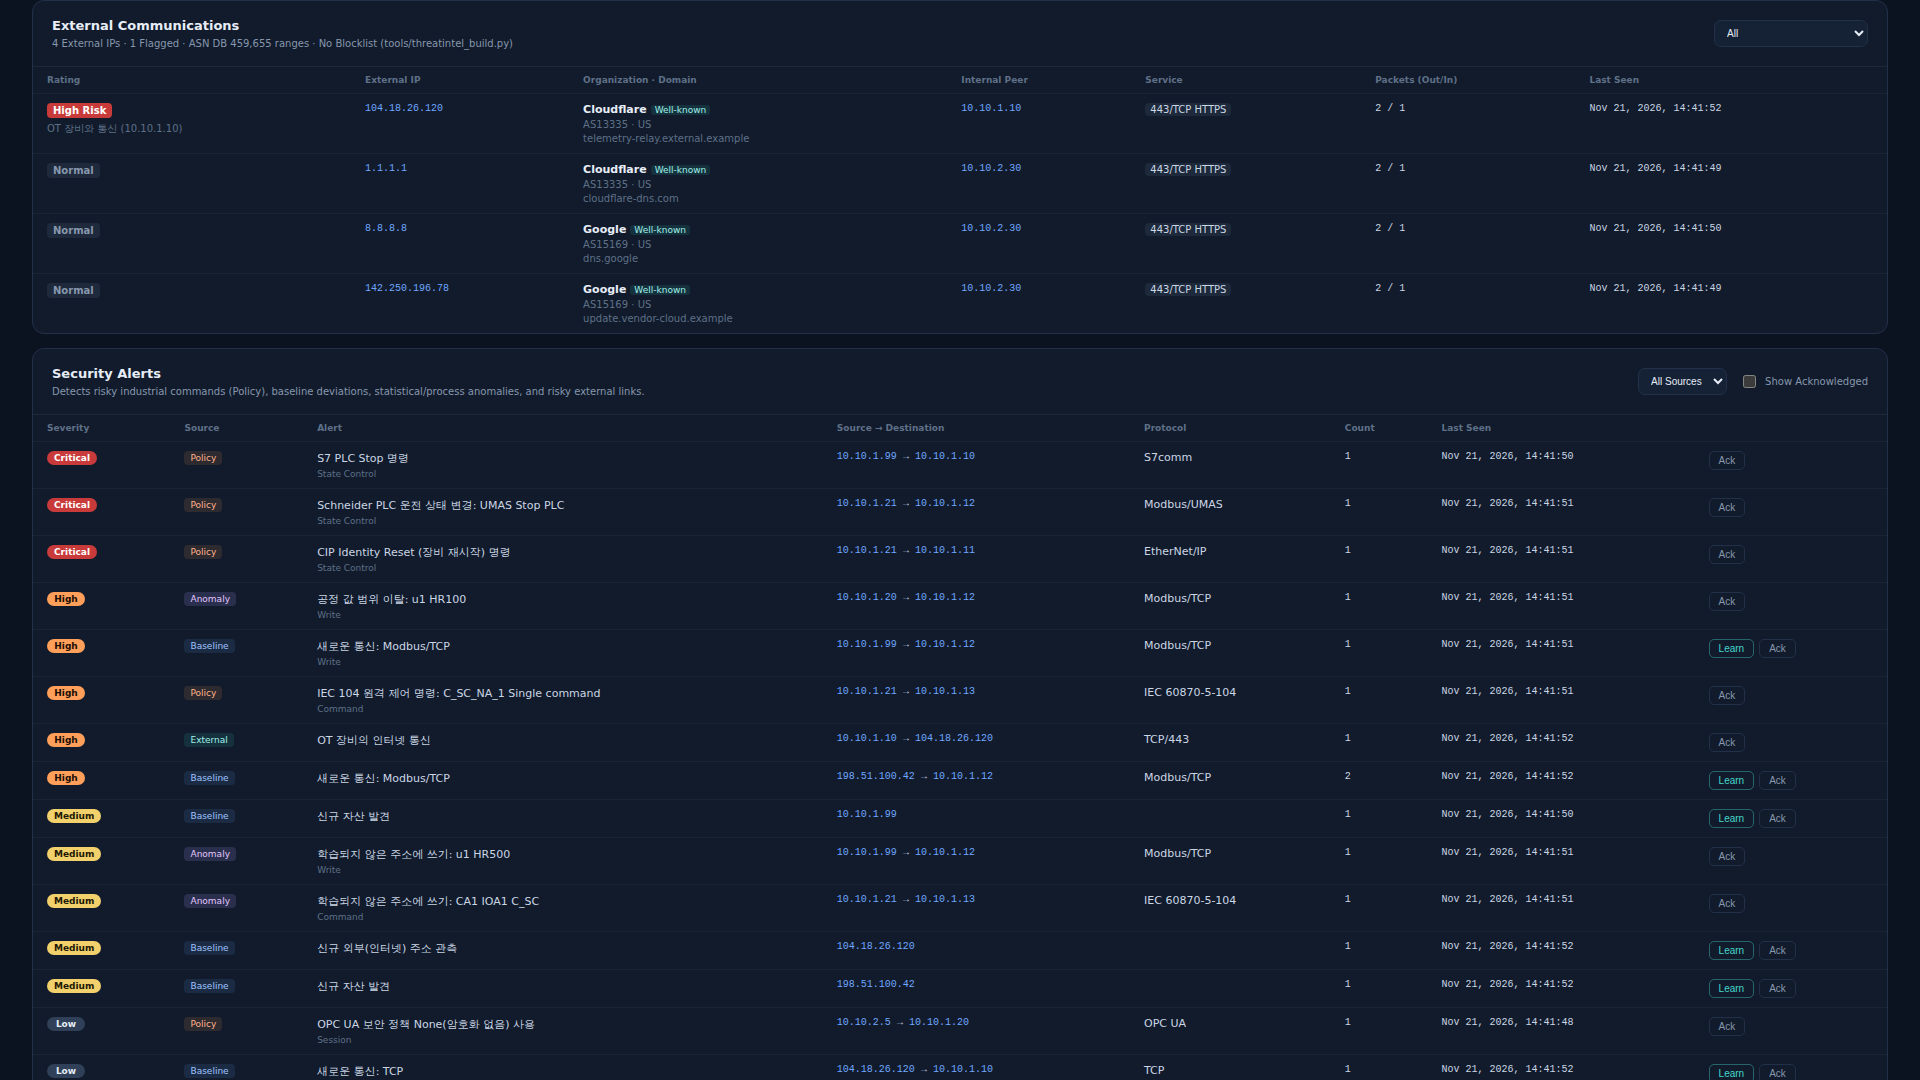 External Communications
4 External IPs · 1 Flagged · ASN DB 459,655 ranges · No Blocklist (tools/threatintel_build.py)
All
Rating External IP Organization · Domain Internal Peer Service Packets (Out/In) Last Seen
High Risk 104.18.26.120 Cloudflare Well-known 10.10.1.10 443/TCP HTTPS 2 / 1 Nov 21, 2026, 14:41:52
OT 장비와 통신 (10.10.1.10) AS13335 · US
telemetry-relay.external.example
Normal 1.1.1.1 Cloudflare Well-known 10.10.2.30 443/TCP HTTPS 2 / 1 Nov 21, 2026, 14:41:49
AS13335 · US
cloudflare-dns.com
Normal 8.8.8.8 Google Well-known 10.10.2.30 443/TCP HTTPS 2 / 1 Nov 21, 2026, 14:41:50
AS15169 · US
dns.google
Normal 142.250.196.78 Google Well-known 10.10.2.30 443/TCP HTTPS 2 / 1 Nov 21, 2026, 14:41:49
AS15169 · US
update.vendor-cloud.example
Security Alerts
Detects risky industrial commands (Policy), baseline deviations, statistical/process anomalies, and risky external links.
All Sources Show Acknowledged
Severity Source Alert Source → Destination Protocol Count Last Seen
Critical Policy S7 PLC Stop 명령 10.10.1.99 → 10.10.1.10 S7comm 1 Nov 21, 2026, 14:41:50 Ack
State Control
Critical Policy Schneider PLC 운전 상태 변경: UMAS Stop PLC 10.10.1.21 → 10.10.1.12 Modbus/UMAS 1 Nov 21, 2026, 14:41:51 Ack
State Control
Critical Policy CIP Identity Reset (장비 재시작) 명령 10.10.1.21 → 10.10.1.11 EtherNet/IP 1 Nov 21, 2026, 14:41:51 Ack
State Control
High Anomaly 공정 값 범위 이탈: u1 HR100 10.10.1.20 → 10.10.1.12 Modbus/TCP 1 Nov 21, 2026, 14:41:51 Ack
Write
High Baseline 새로운 통신: Modbus/TCP 10.10.1.99 → 10.10.1.12 Modbus/TCP 1 Nov 21, 2026, 14:41:51 Learn Ack
Write
High Policy IEC 104 원격 제어 명령: C_SC_NA_1 Single command 10.10.1.21 → 10.10.1.13 IEC 60870-5-104 1 Nov 21, 2026, 14:41:51 Ack
Command
High External OT 장비의 인터넷 통신 10.10.1.10 → 104.18.26.120 TCP/443 1 Nov 21, 2026, 14:41:52 Ack
High Baseline 새로운 통신: Modbus/TCP 198.51.100.42 → 10.10.1.12 Modbus/TCP 2 Nov 21, 2026, 14:41:52 Learn Ack
Medium Baseline 신규 자산 발견 10.10.1.99 1 Nov 21, 2026, 14:41:50 Learn Ack
Medium Anomaly 학습되지 않은 주소에 쓰기: u1 HR500 10.10.1.99 → 10.10.1.12 Modbus/TCP 1 Nov 21, 2026, 14:41:51 Ack
Write
Medium Anomaly 학습되지 않은 주소에 쓰기: CA1 IOA1 C_SC 10.10.1.21 → 10.10.1.13 IEC 60870-5-104 1 Nov 21, 2026, 14:41:51 Ack
Command
Medium Baseline 신규 외부(인터넷) 주소 관측 104.18.26.120 1 Nov 21, 2026, 14:41:52 Learn Ack
Medium Baseline 신규 자산 발견 198.51.100.42 1 Nov 21, 2026, 14:41:52 Learn Ack
Low Policy OPC UA 보안 정책 None(암호화 없음) 사용 10.10.2.5 → 10.10.1.20 OPC UA 1 Nov 21, 2026, 14:41:48 Ack
Session
Low Baseline 새로운 통신: TCP 104.18.26.120 → 10.10.1.10 TCP 1 Nov 21, 2026, 14:41:52 Learn Ack